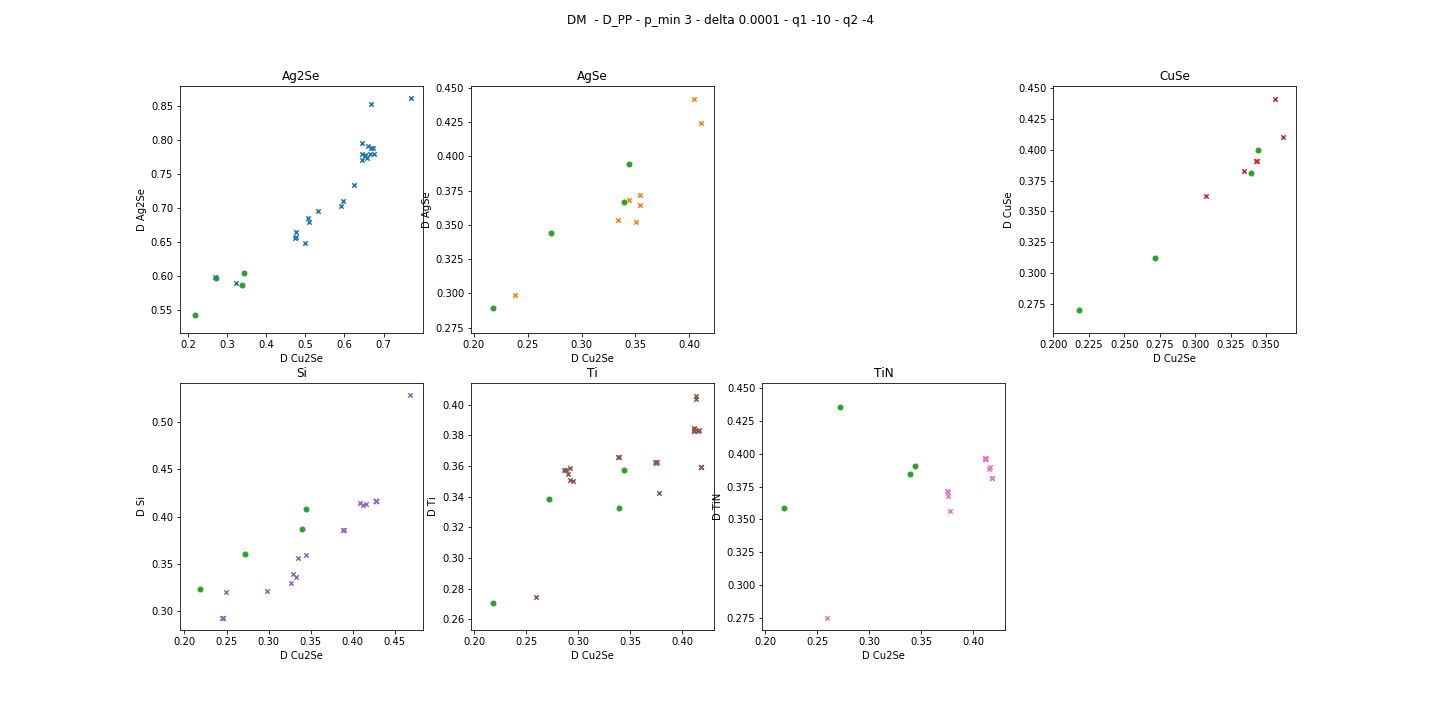 DM  - D_PP - p_min 3 - delta 0.0001 - q1 -10 - q2 -4
Ag2Se
0.85
0.80
0.75
0.70
0.65
0.60
0.55
D Ag2Se
0.2 0.3 0.4 0.5 0.6 0.7
D Cu2Se
AgSe
0.450
0.425
0.400
0.375
0.350
0.325
0.300
0.275
D AgSe
0.20 0.25 0.30 0.35 0.40
D Cu2Se
CuSe
0.450
0.425
0.400
0.375
0.350
0.325
0.300
0.275
D CuSe
0.200 0.225 0.250 0.275 0.300 0.325 0.350
D Cu2Se
Si
0.50
0.45
0.40
0.35
0.30
D Si
0.20 0.25 0.30 0.35 0.40 0.45
D Cu2Se
Ti
0.40
0.38
0.36
0.34
0.32
0.30
0.28
0.26
D Ti
0.20 0.25 0.30 0.35 0.40
D Cu2Se
TiN
0.450
0.425
0.400
0.375
0.350
0.325
0.300
0.275
D TiN
0.20 0.25 0.30 0.35 0.40
D Cu2Se